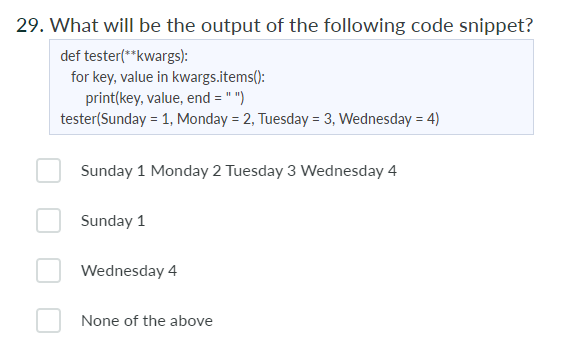 29. What will be the output of the following code snippet?
def tester(**kwargs):
for key, value in kwargs.items():
print(key, value, end = " ")
tester(Sunday = 1, Monday = 2, Tuesday = 3, Wednesday = 4)
Sunday 1 Monday 2 Tuesday 3 Wednesday 4
Sunday 1
Wednesday 4
None of the above